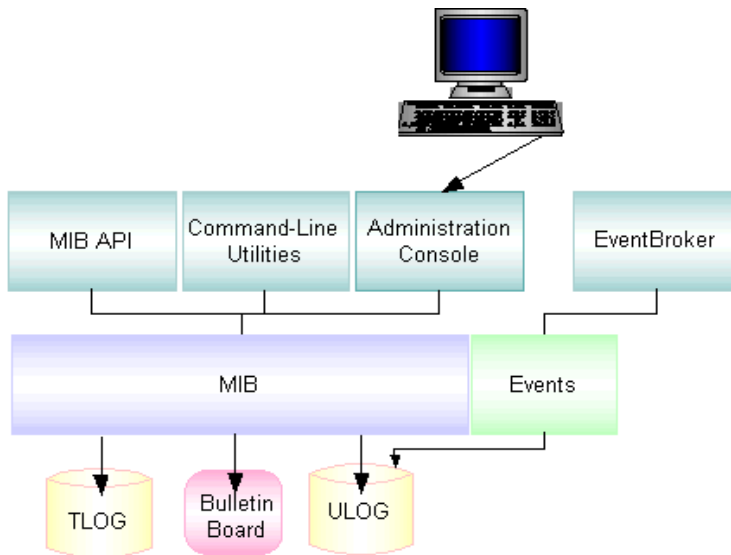 MIB API
Command-Line
Utilities
Administration
Console
EventBroker
MIB
Events
TLOG
Bulletin
Board
ULOG